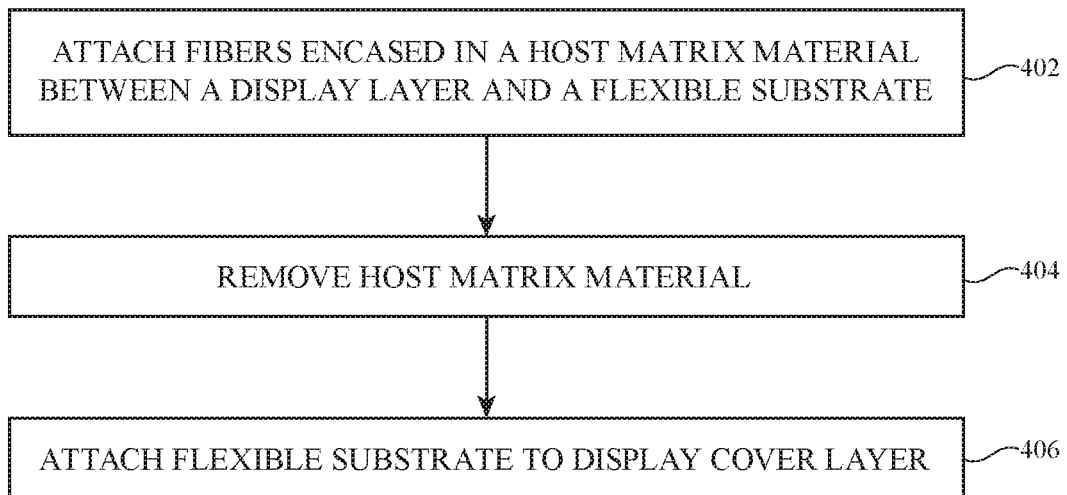 ATTACH FIBERS ENCASED IN A HOST MATRIX MATERIAL
BETWEEN A DISPLAY LAYER AND A FLEXIBLE SUBSTRATE
402
REMOVE HOST MATRIX MATERIAL
404
ATTACH FLEXIBLE SUBSTRATE TO DISPLAY COVER LAYER
406